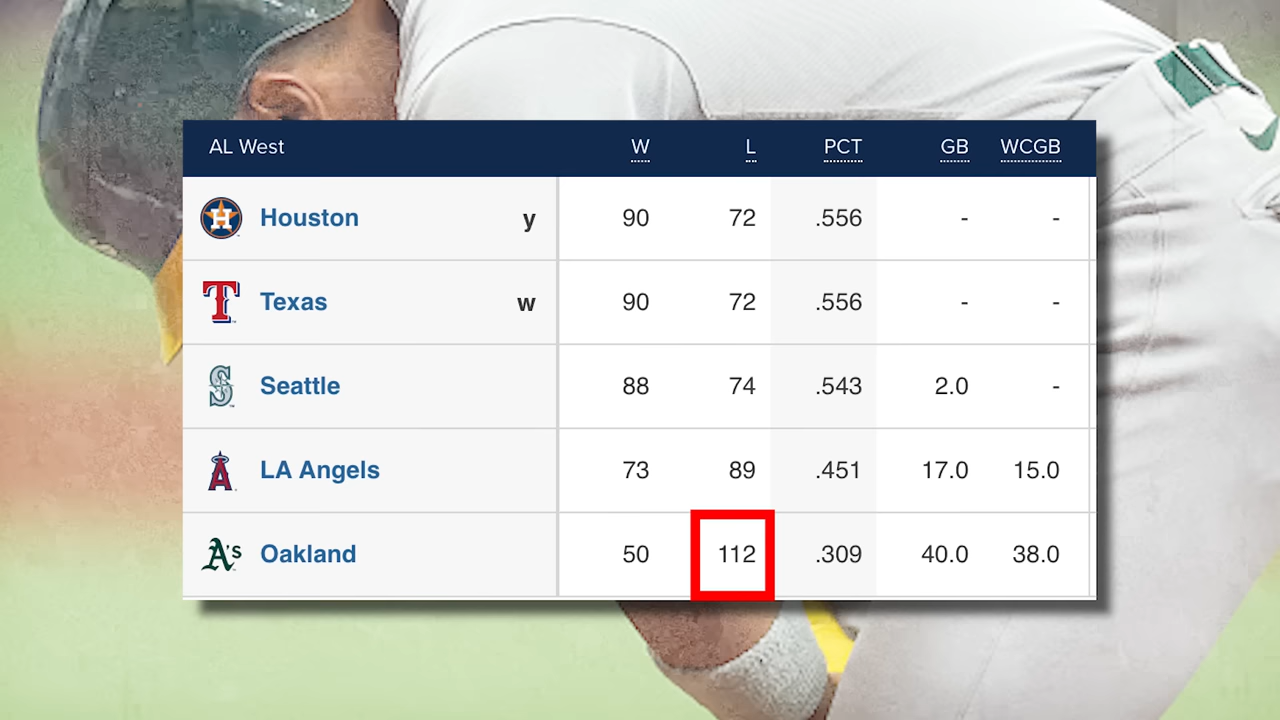 AL West W L PCT GB WCGB
H Houston y 90 72 .556 - -
T Texas w 90 72 .556 - -
S Seattle 88 74 .543 2.0 -
A LA Angels 73 89 .451 17.0 15.0
A's Oakland 50 112 .309 40.0 38.0